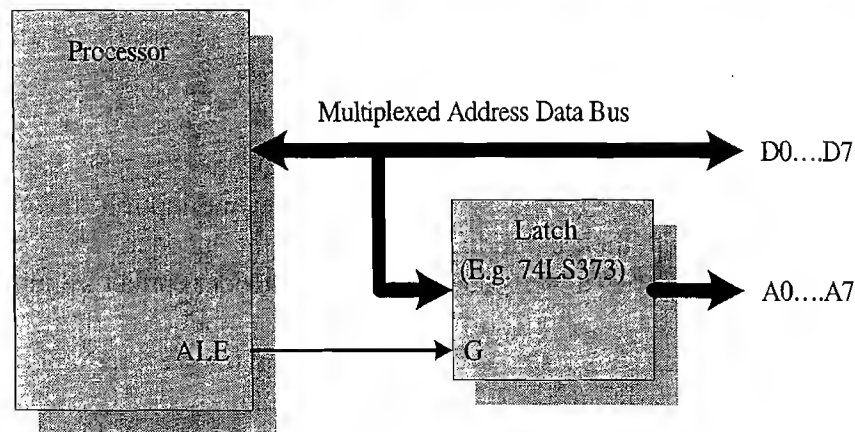 Processor
Multiplexed Address Data Bus
D0....D7
Latch
(E.g. 74LS373)
A0....A7
ALE
G